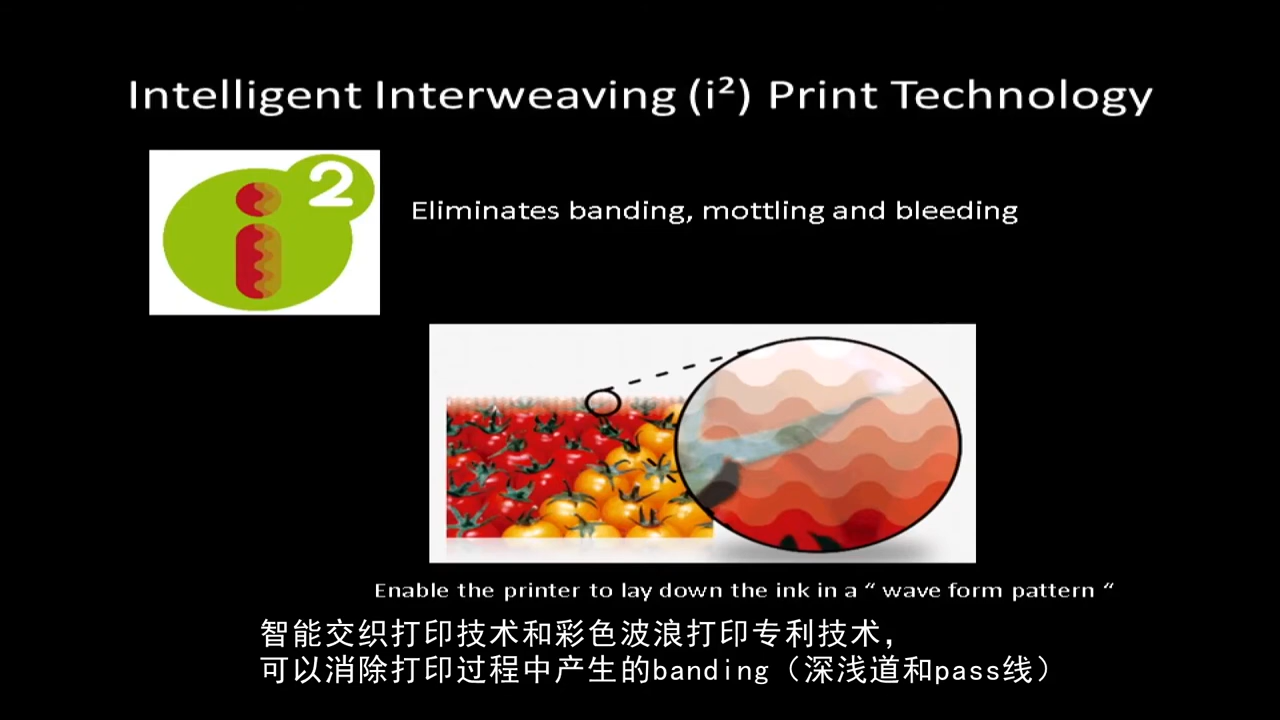 Intelligent Interweaving (i²) Print Technology
i2
Eliminates banding, mottling and bleeding
Enable the printer to lay down the ink in a “ wave form pattern “
智能交织打印技术和彩色波浪打印专利技术，
可以消除打印过程中产生的banding（深浅道和pass线）